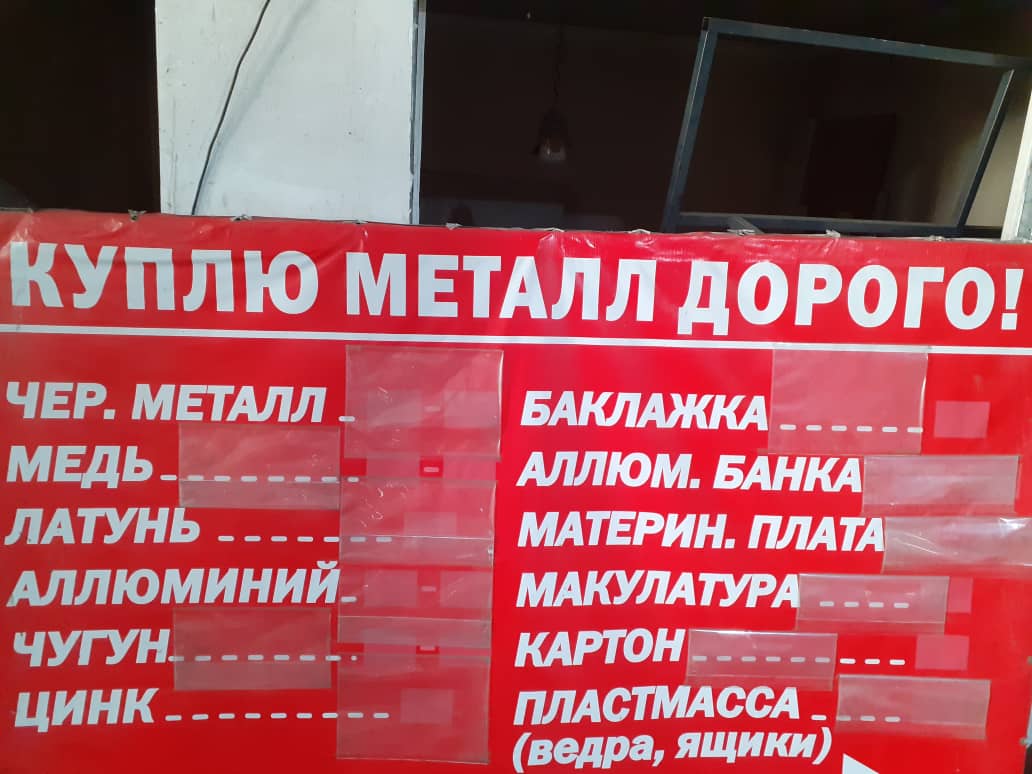 КУПЛЮ МЕТАЛЛ ДОРОГО!
ЧЕР. МЕТАЛЛ
МЕДЬ
ЛАТУНЬ
АЛЛЮМИНИЙ
ЧУГУН
ЦИНК
БАКЛАЖКА
АЛЛЮМ. БАНКА
МАТЕРИН. ПЛАТА
МАКУЛАТУРА
КАРТОН
ПЛАСТМАССА
(ведра, ящики)